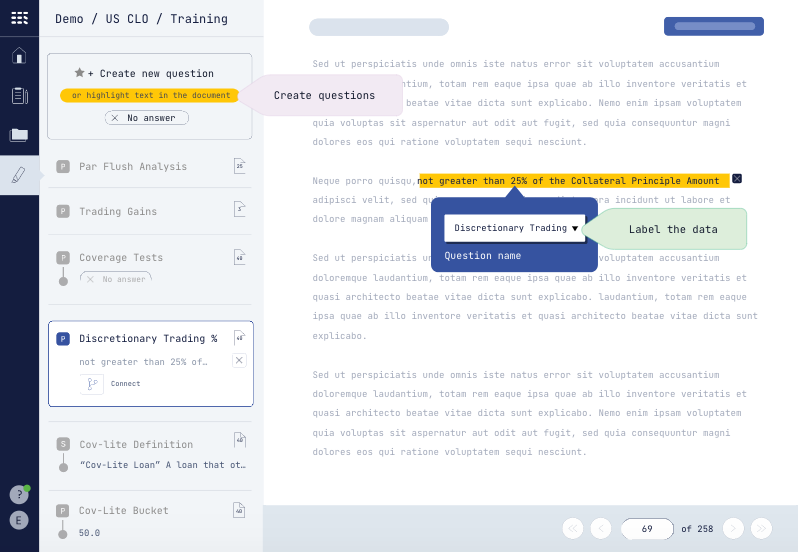 Demo / US CLO / Training
+ Create new question
or highlight text in the document
No answer
P Par Flush Analysis
P Trading Gains
P Coverage Tests
No answer
P Discretionary Trading %
not greater than 25% of…
Connect
S Cov-lite Definition
“Cov-Lite Loan” A loan that ot…
P Cov-Lite Bucket
50.0
?
E
Create questions
Sed ut perspiciatis unde omnis iste natus error sit voluptatem accusantium
ntium, totam rem aeque ipsa quae ab illo inventore veritatis et
beatae vitae dicta sunt explicabo. Nemo enim ipsam voluptatem
quia voluptas sit aspernatur aut odit aut fugit, sed quia consequuntur magni
dolores eos qui ratione voluptatem sequi nesciunt.
Neque porro quisqu, not greater than 25% of the Collateral Principle Amount
adipisci velit, sed qu ra incidunt ut labore et
dolore magnam aliquam
Discretionary Trading
Question name
Label the data
Sed ut perspiciatis und voluptatem accusantium
doloremque laudantium, totam rem aeque ipsa quae ab illo inventore veritatis et
quasi architecto beatae vitae dicta sunt explicabo. laudantium, totam rem eaque
ipsa quae ab illo inventore veritatis et quasi architecto beatae vitae dicta sunt
explicabo.
Sed ut perspiciatis unde omnis iste natus error sit voluptatem accusantium
doloremque laudantium, totam rem aeque ipsa quae ab illo inventore veritatis et
quasi architecto beatae vitae dicta sunt explicabo. Nemo enim ipsam voluptatem
quia voluptas sit aspernatur aut odit aut fugit, sed quia consequuntur magni
dolores eos qui ratione voluptatem sequi nesciunt.
69 of 258